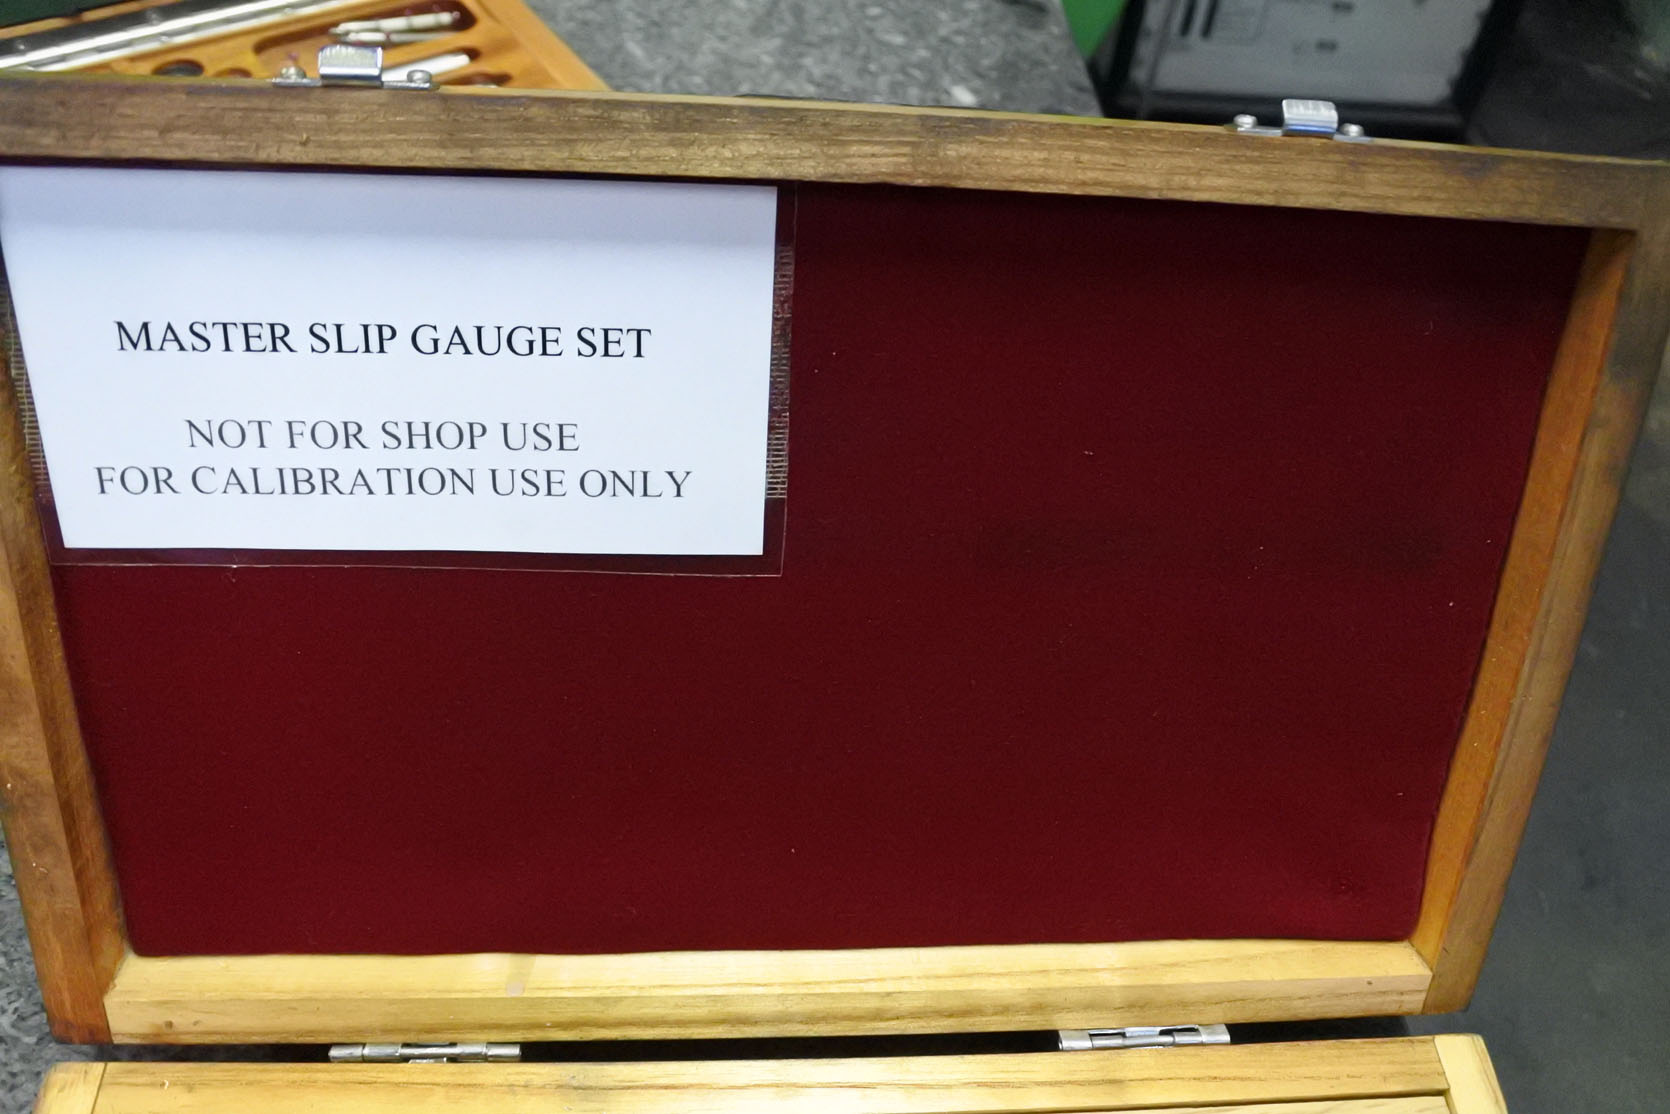 MASTER SLIP GAUGE SET
NOT FOR SHOP USE
FOR CALIBRATION USE ONLY